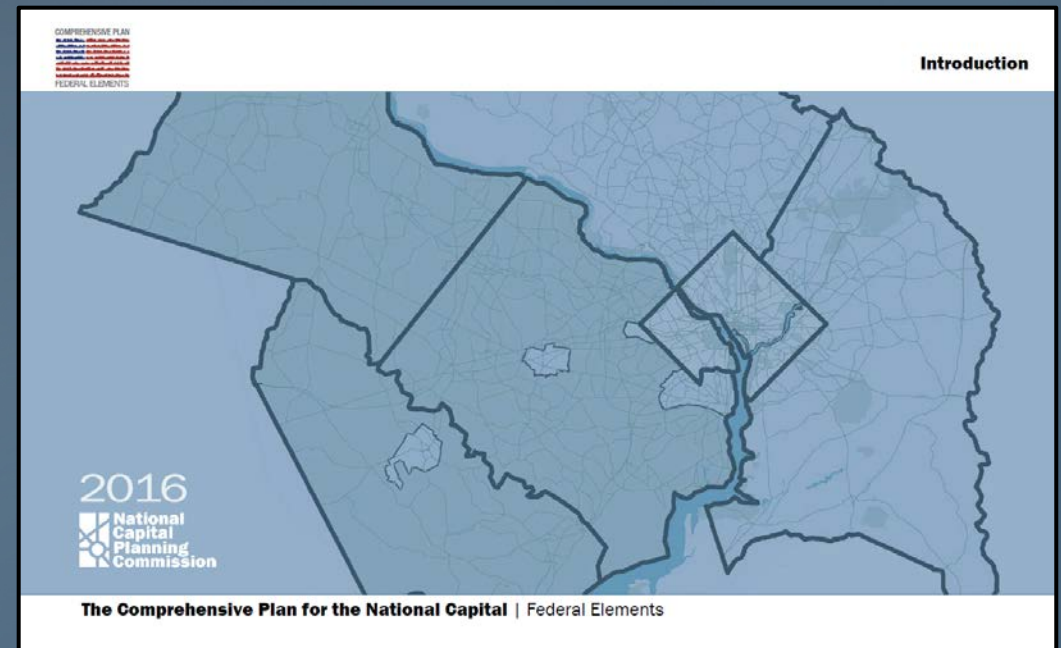 COMPREHENSIVE PLAN
FEDERAL ELEMENTS
Introduction
2016
National
Capital
Planning
Commission
The Comprehensive Plan for the National Capital | Federal Elements